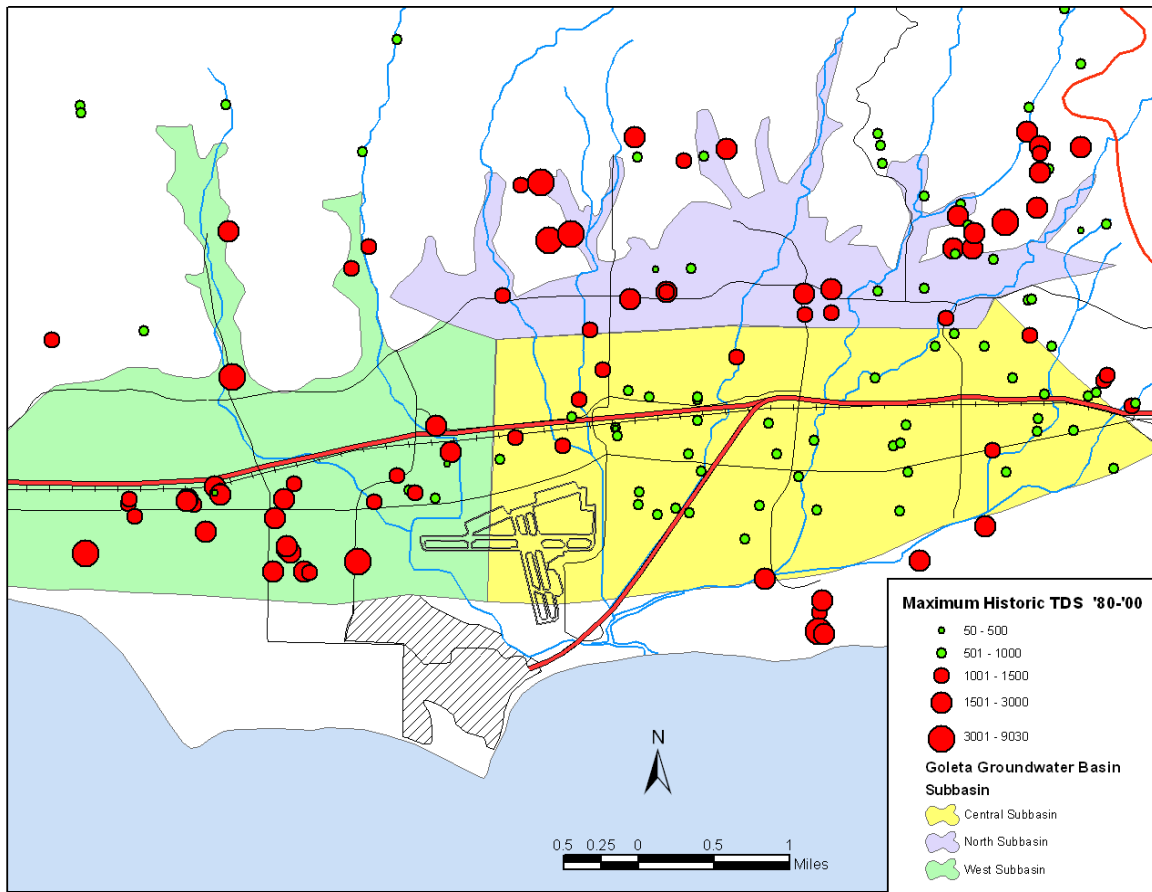 Maximum Historic TDS '80-'00
50 - 500
501 - 1000
1001 - 1500
1501 - 3000
3001 - 9030
Goleta Groundwater Basin
Subbasin
Central Subbasin
North Subbasin
West Subbasin
N
0.5 0.25 0 0.5 1
Miles